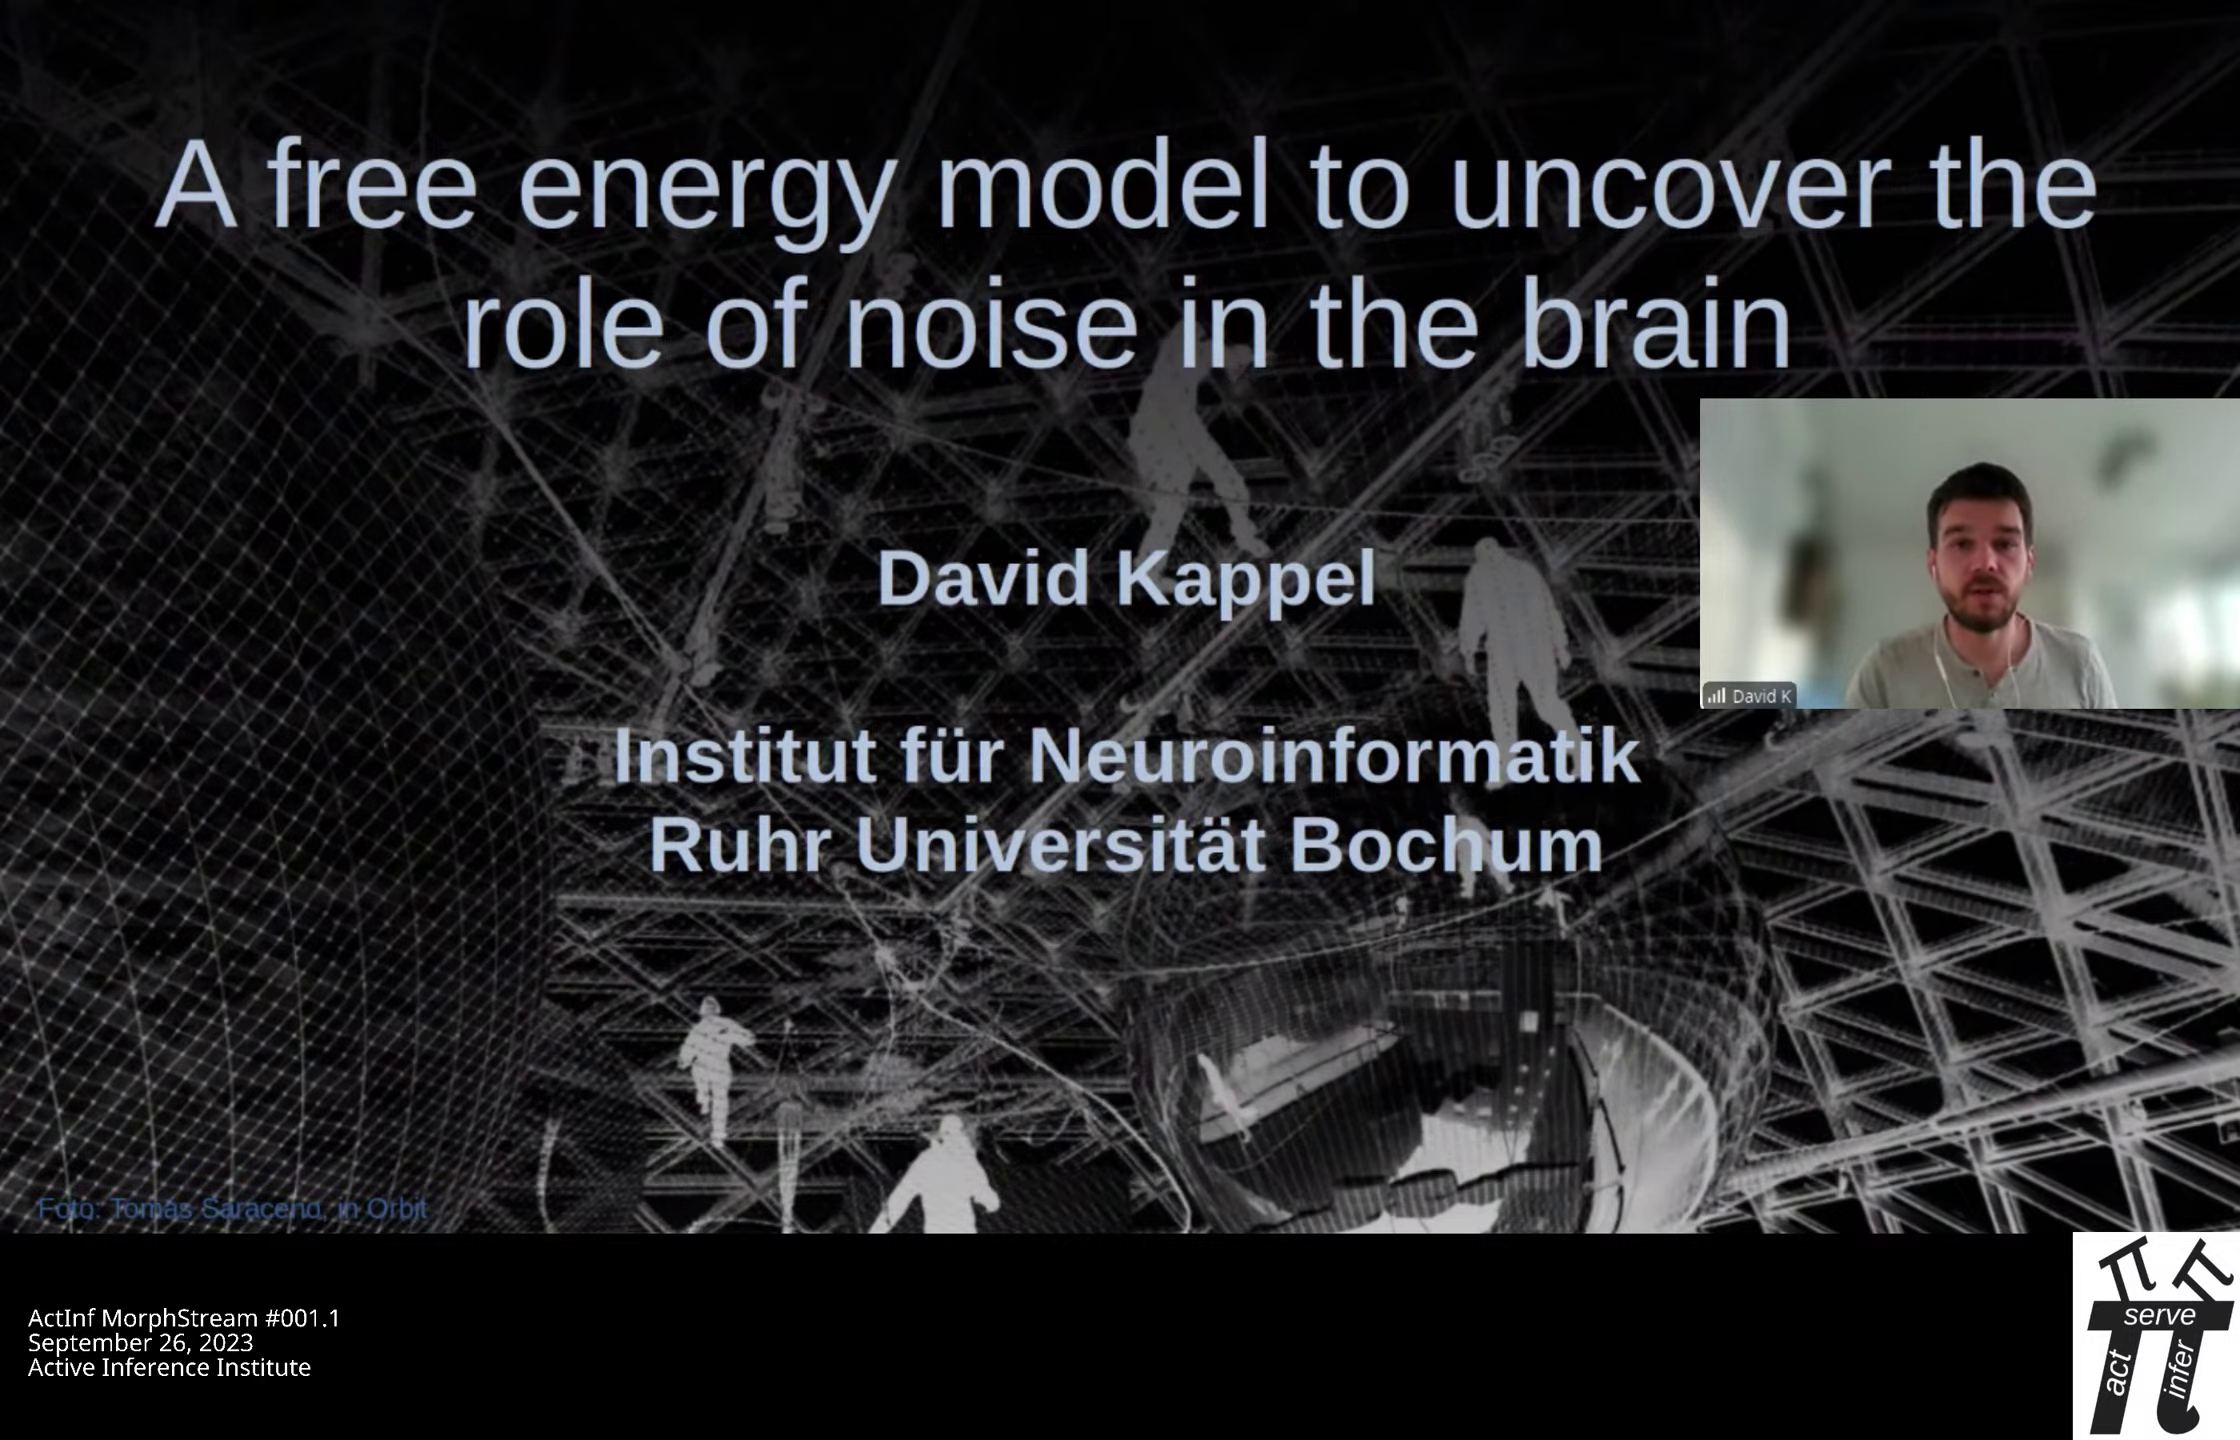 A free energy model to uncover the
role of noise in the brain
David Kappel
David K
Institut für Neuroinformatik
Ruhr Universität Bochum
Foto: Tomás Saraceno, in Orbit
ActInf MorphStream #001.1
September 26, 2023
Active Inference Institute
serve
act
infer